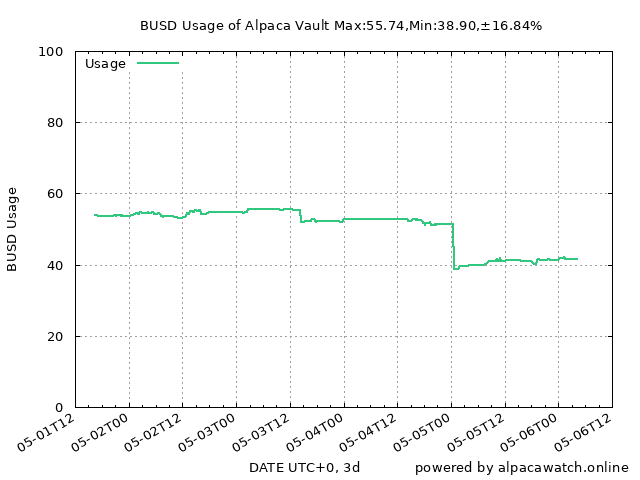 BUSD Usage of Alpaca Vault Max:55.74,Min:38.90,±16.84%
Usage
BUSD Usage
100
80
60
40
20
0
05-01T12
05-02T00
05-02T12
05-03T00
05-03T12
05-04T00
05-04T12
05-05T00
05-05T12
05-06T00
05-06T12
DATE UTC+0, 3d
powered by alpacawatch.online